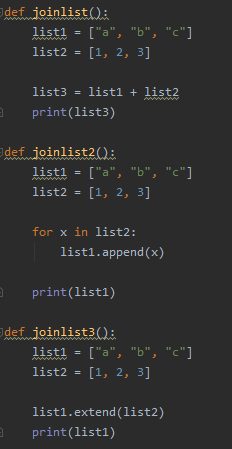 def joinlist():
    list1 = ["a", "b", "c"]
    list2 = [1, 2, 3]
    list3 = list1 + list2
    print(list3)
def joinlist2():
    list1 = ["a", "b", "c"]
    list2 = [1, 2, 3]
    for x in list2:
        list1.append(x)
    print(list1)
def joinlist3():
    list1 = ["a", "b", "c"]
    list2 = [1, 2, 3]
    list1.extend(list2)
    print(list1)